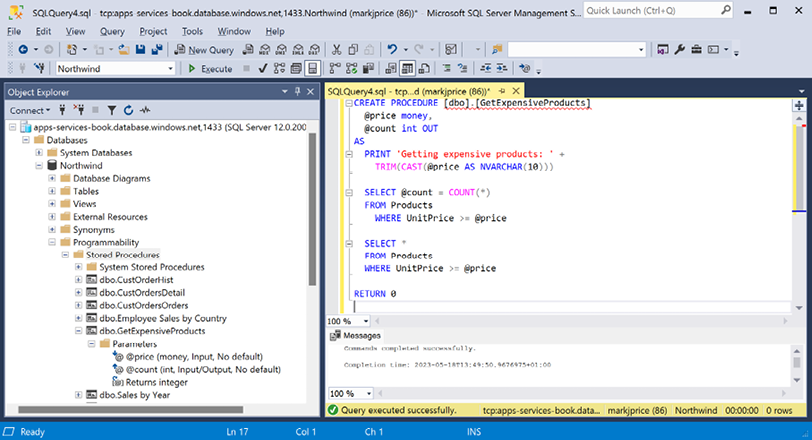 SQLQuery4.sql - tcp:apps-services-book.database.windows.net,1433.Northwind (markjprice (86))* - Microsoft SQL Server Management S...
Quick Launch (Ctrl+Q)
File Edit View Query Project Tools Window Help
New Query
Northwind
Execute
Object Explorer
Connect
apps-services-book.database.windows.net,1433 (SQL Server 12.0.200
Databases
System Databases
Northwind
Database Diagrams
Tables
Views
External Resources
Synonyms
Programmability
Stored Procedures
System Stored Procedures
dbo.CustOrderHist
dbo.CustOrdersDetail
dbo.CustOrdersOrders
dbo.Employee Sales by Country
dbo.GetExpensiveProducts
Parameters
@price (money, Input, No default)
@count (int, Input/Output, No default)
Returns integer
dbo.Sales by Year
SQLQuery4.sql - tcp...d (markjprice (86))*
CREATE PROCEDURE [dbo].[GetExpensiveProducts]
@price money,
@count int OUT
AS
PRINT 'Getting expensive products: ' +
TRIM(CAST(@price AS NVARCHAR(10)))
SELECT @count = COUNT(*)
FROM Products
WHERE UnitPrice >= @price
SELECT *
FROM Products
WHERE UnitPrice >= @price
RETURN 0
100 %
Messages
Commands completed successfully.
Completion time: 2023-05-18T13:49:50.9676975+01:00
100 %
Query executed successfully.
tcp:apps-services-book.data... markjprice (86) Northwind 00:00:00 0 rows
Ready Ln 17 Col 1 Ch 1 INS